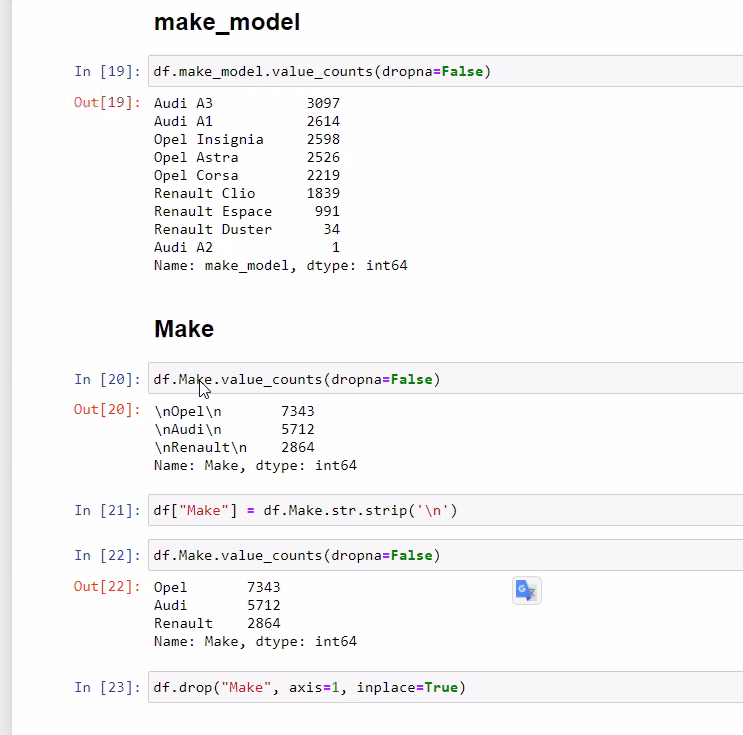 make_model
In [19]: df.make_model.value_counts(dropna=False)
Out[19]: Audi A3           3097
Audi A1           2614
Opel Insignia     2598
Opel Astra        2526
Opel Corsa        2219
Renault Clio      1839
Renault Espace     991
Renault Duster      34
Audi A2              1
Name: make_model, dtype: int64
Make
In [20]: df.Make.value_counts(dropna=False)
Out[20]: \nOpel\n       7343
\nAudi\n       5712
\nRenault\n    2864
Name: Make, dtype: int64
In [21]: df["Make"] = df.Make.str.strip('\n')
In [22]: df.Make.value_counts(dropna=False)
Out[22]: Opel       7343
Audi       5712
Renault    2864
Name: Make, dtype: int64
In [23]: df.drop("Make", axis=1, inplace=True)